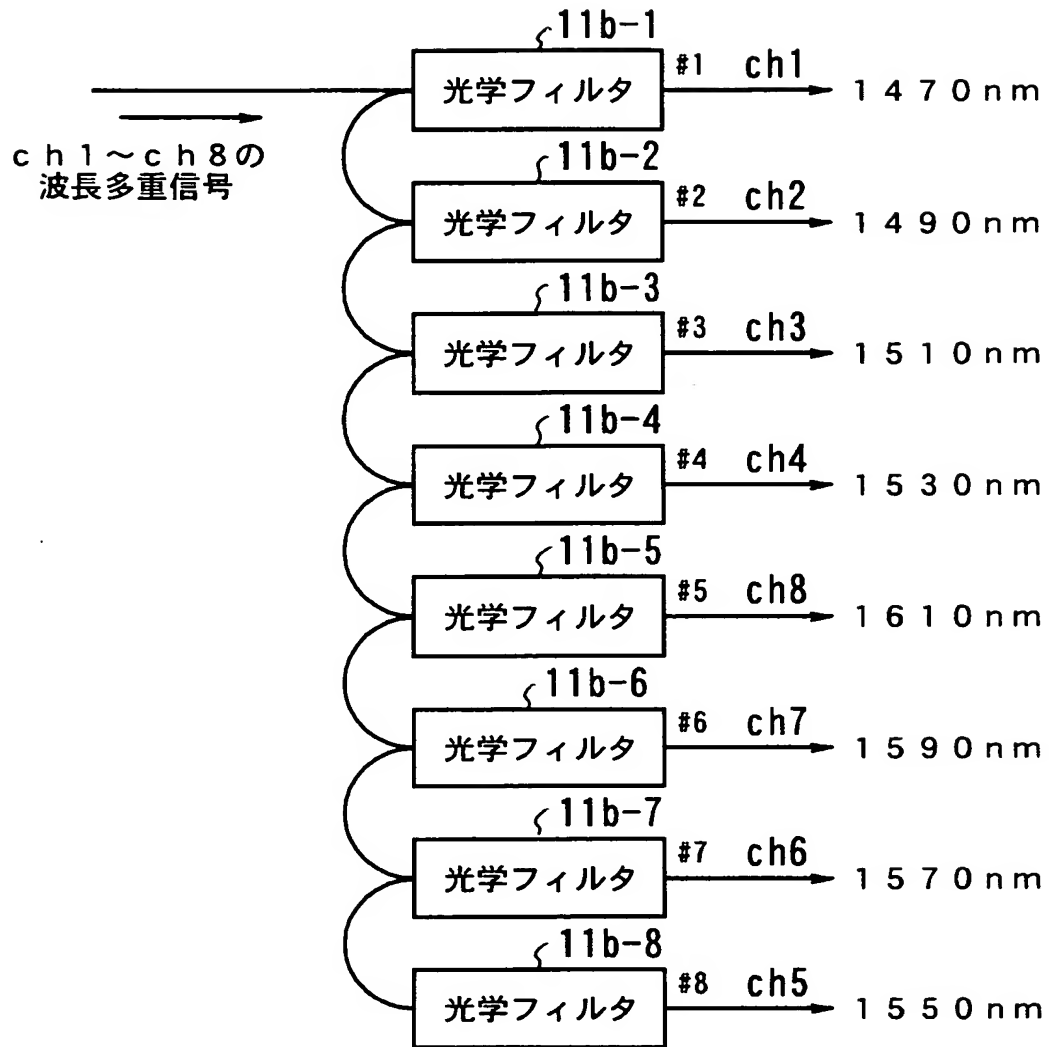 11b-1
光学フィルタ #1 ch1 1470nm
ch1~ch8の
波長多重信号
11b-2
光学フィルタ #2 ch2 1490nm
11b-3
光学フィルタ #3 ch3 1510nm
11b-4
光学フィルタ #4 ch4 1530nm
11b-5
光学フィルタ #5 ch8 1610nm
11b-6
光学フィルタ #6 ch7 1590nm
11b-7
光学フィルタ #7 ch6 1570nm
11b-8
光学フィルタ #8 ch5 1550nm